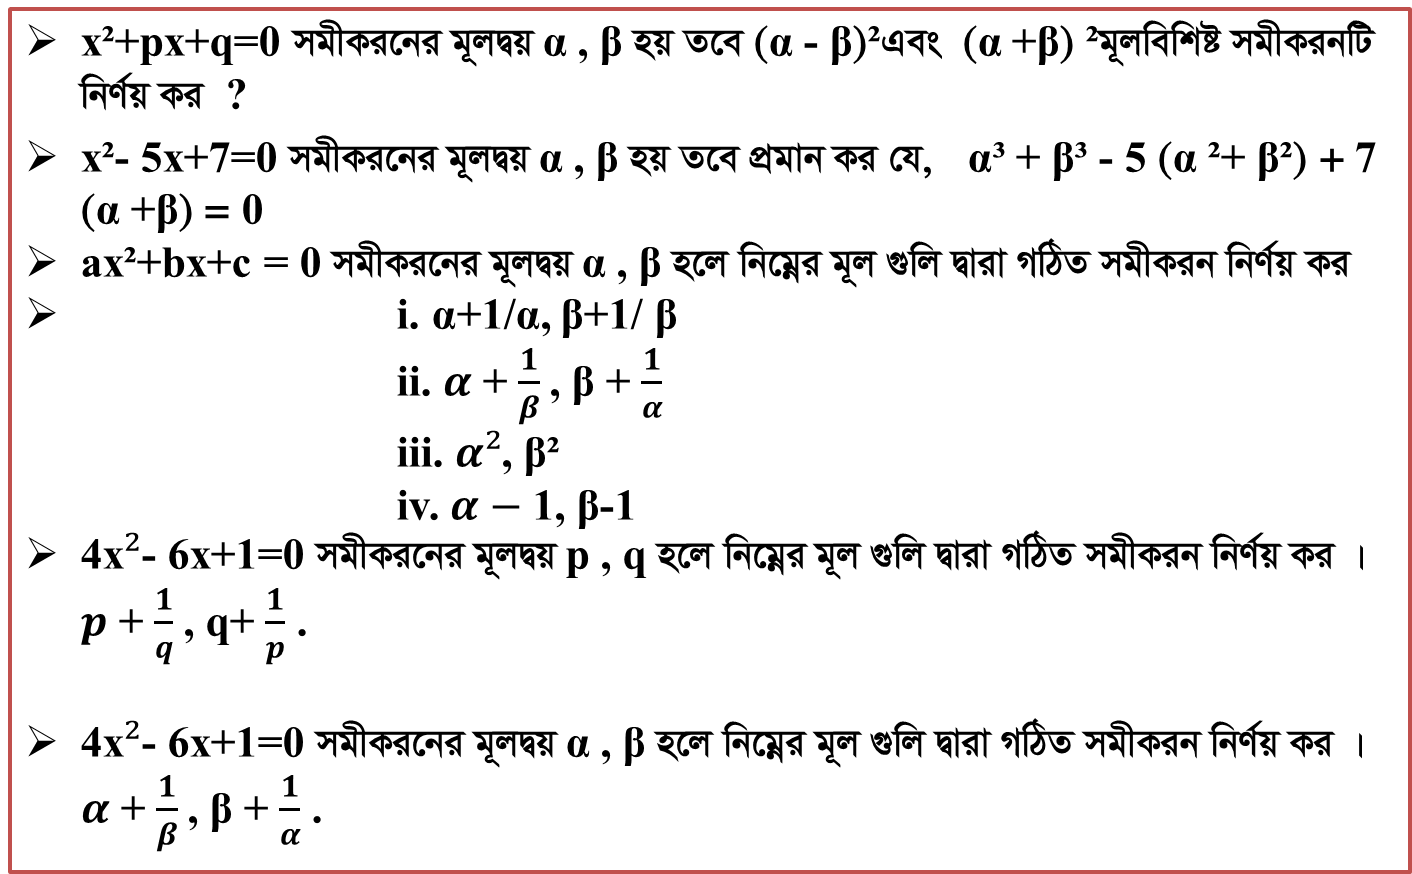 ➢ x²+px+q=0 সমীকরনের মূলদ্বয় α , β হয় তবে (α - β)²এবং (α +β) ²মূলবিশিষ্ট সমীকরনটি
নির্ণয় কর ?
➢ x²- 5x+7=0 সমীকরনের মূলদ্বয় α , β হয় তবে প্রমান কর যে, α³ + β³ - 5 (α ²+ β²) + 7
(α +β) = 0
➢ ax²+bx+c = 0 সমীকরনের মূলদ্বয় α , β হলে নিম্নের মূল গুলি দ্বারা গঠিত সমীকরন নির্ণয় কর
➢ i. α+1/α, β+1/ β
ii. α + 1/β , β + 1/α
iii. α², β²
iv. α − 1, β-1
➢ 4x²- 6x+1=0 সমীকরনের মূলদ্বয় p , q হলে নিম্নের মূল গুলি দ্বারা গঠিত সমীকরন নির্ণয় কর ।
p + 1/q , q+ 1/p .
➢ 4x²- 6x+1=0 সমীকরনের মূলদ্বয় α , β হলে নিম্নের মূল গুলি দ্বারা গঠিত সমীকরন নির্ণয় কর ।
α + 1/β , β + 1/α .